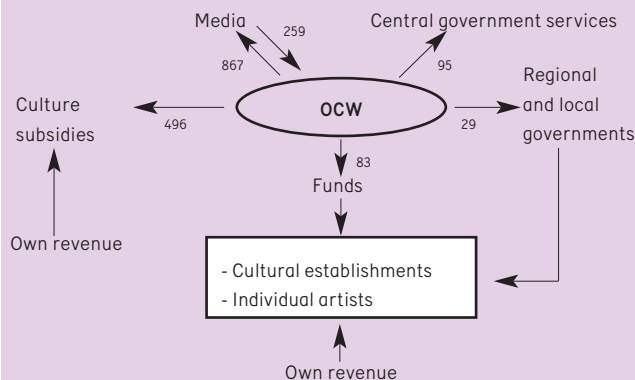 Media
259
Central government services
867
95
Regional
and local
governments
Culture
subsidies
496
OCW
29
83
Funds
Own revenue
- Cultural establishments
- Individual artists
Own revenue